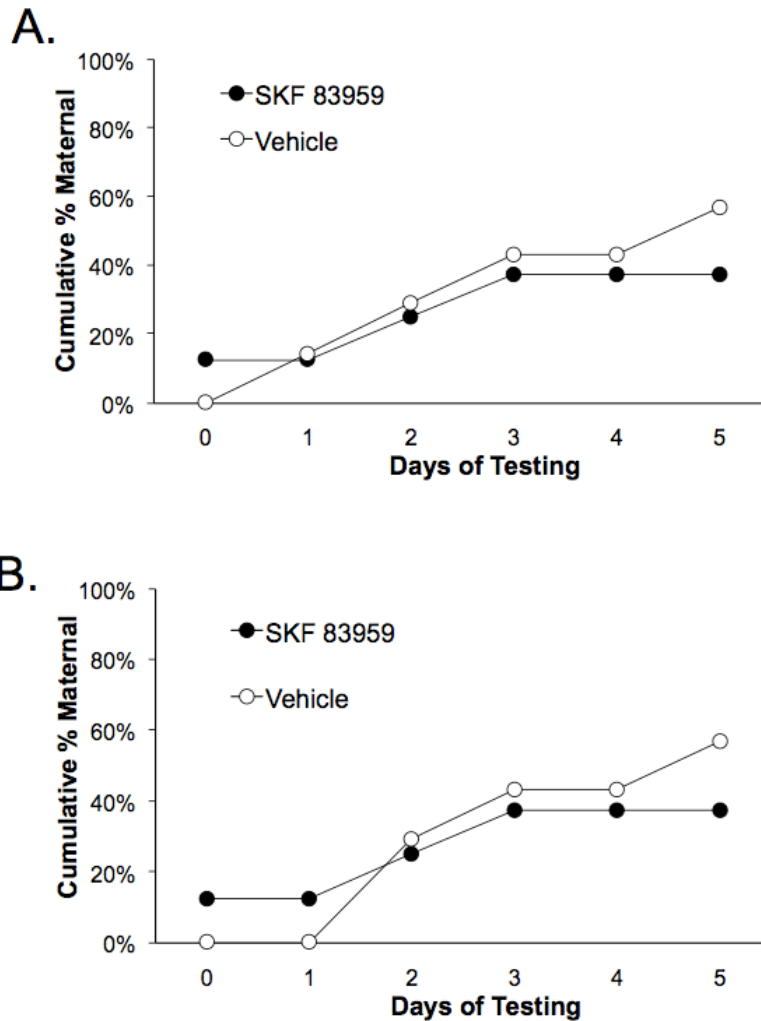 A.
100%
80%
60%
40%
20%
0%
Cumulative % Maternal
SKF 83959
Vehicle
0 1 2 3 4 5
Days of Testing
B.
100%
80%
60%
40%
20%
0%
Cumulative % Maternal
SKF 83959
Vehicle
0 1 2 3 4 5
Days of Testing